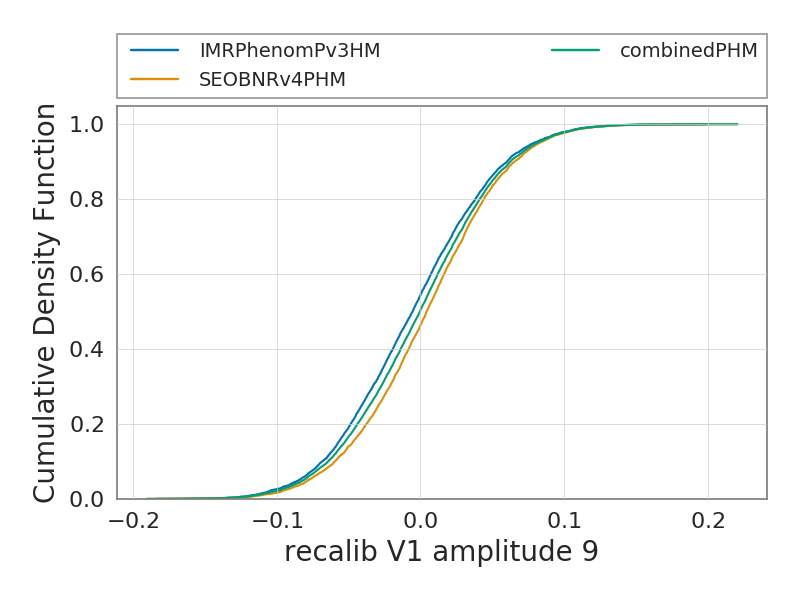 IMRPhenomPv3HM
SEOBNRv4PHM
combinedPHM
Cumulative Density Function
1.0
0.8
0.6
0.4
0.2
0.0
−0.2 −0.1 0.0 0.1 0.2
recalib V1 amplitude 9